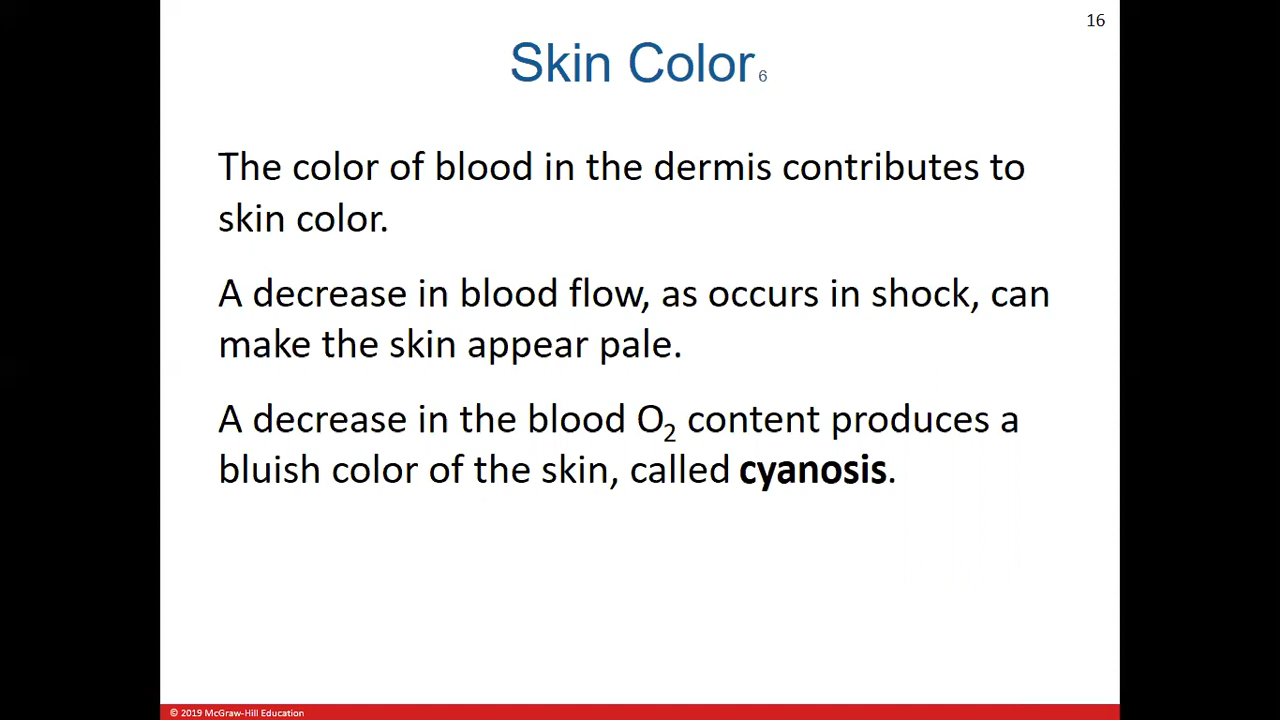 16
Skin Color 6
The color of blood in the dermis contributes to
skin color.
A decrease in blood flow, as occurs in shock, can
make the skin appear pale.
A decrease in the blood O₂ content produces a
bluish color of the skin, called cyanosis.
© 2019 McGraw-Hill Education